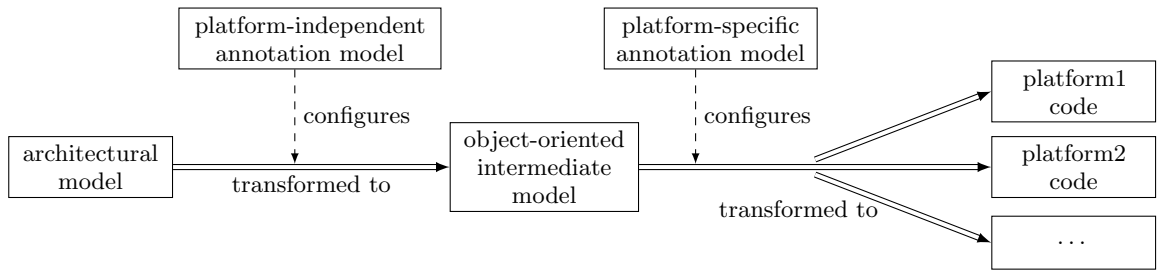 platform-independent
annotation model
platform-specific
annotation model
configures
configures
architectural
model
transformed to
object-oriented
intermediate
model
transformed to
platform1
code
platform2
code
...